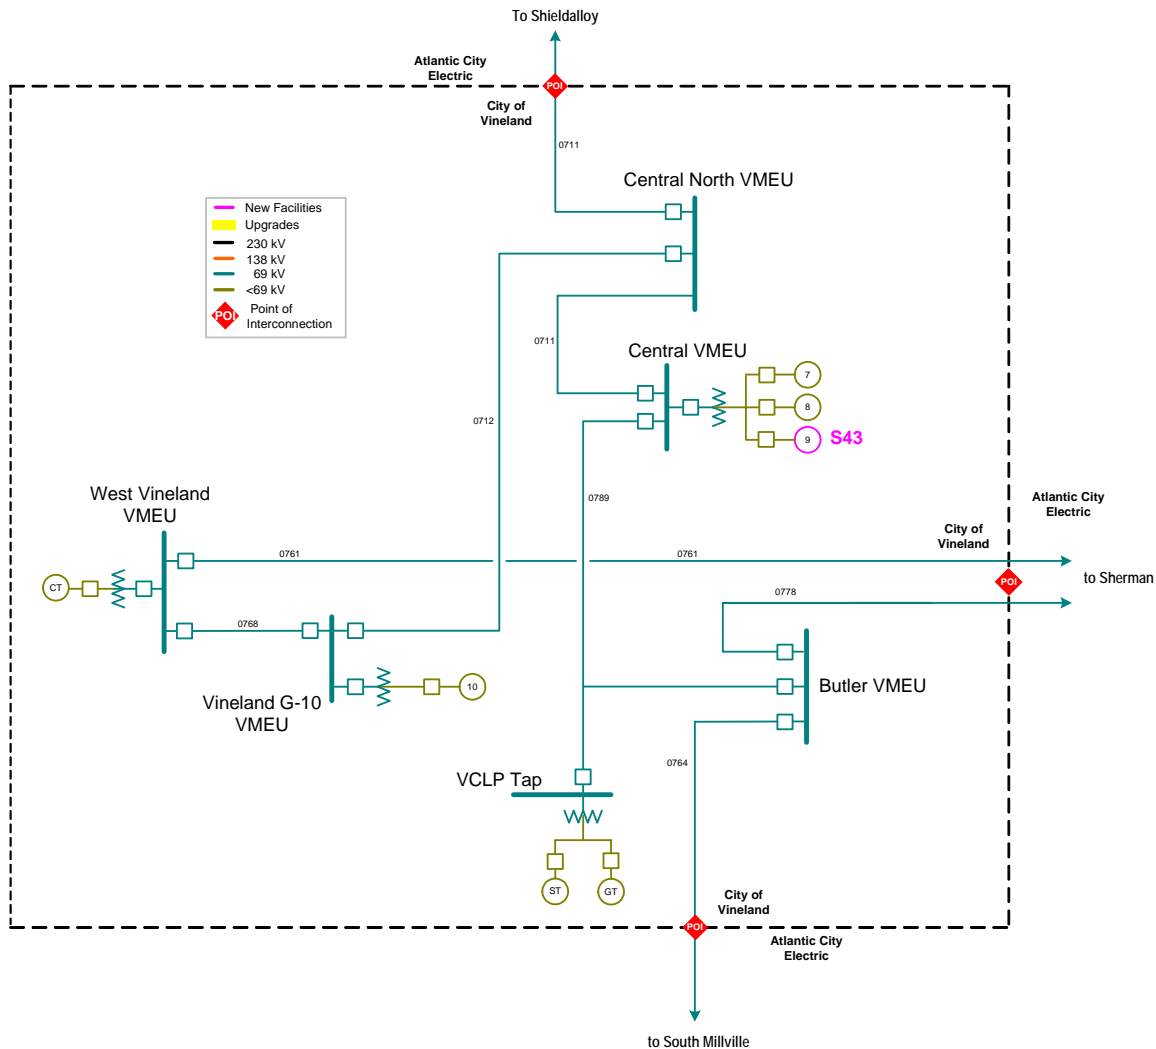 To Shieldalloy
Atlantic City
Electric
POI
City of
Vineland
0711
Central North VMEU
New Facilities
Upgrades
230 kV
138 kV
69 kV
<69 kV
POI
Point of
Interconnection
0711
Central VMEU
7
8
9
S43
0712
West Vineland
VMEU
0789
Atlantic City
Electric
City of
Vineland
0761
0761
CT
POI
to Sherman
0778
0768
10
Vineland G-10
VMEU
Butler VMEU
0764
VCLP Tap
ST
GT
City of
Vineland
POI
Atlantic City
Electric
to South Millville